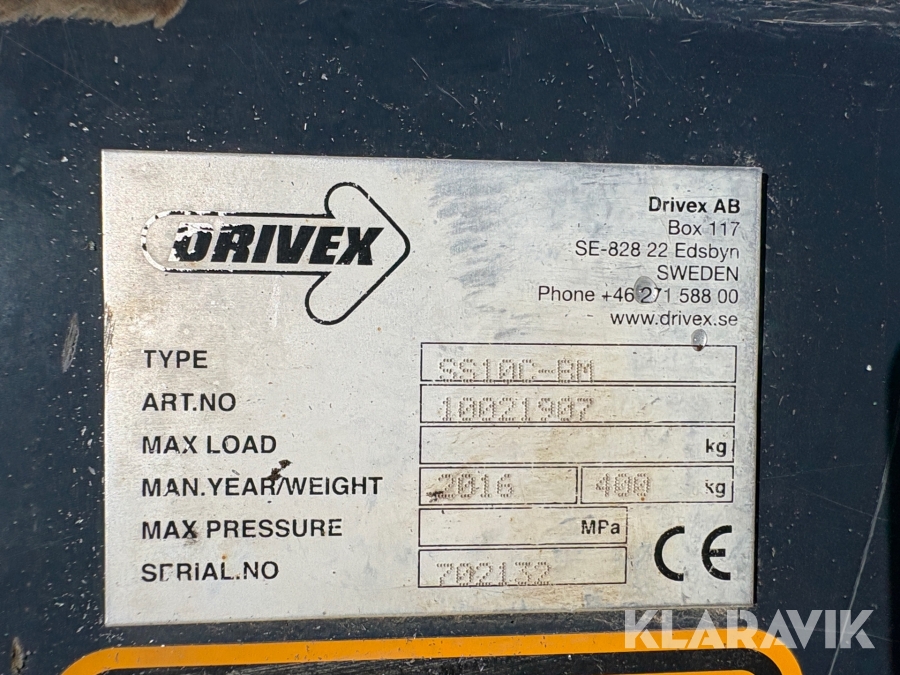 DRIVEX
Drivex AB
Box 117
SE-828 22 Edsbyn
SWEDEN
Phone +46 271 588 00
www.drivex.se
TYPE SS10C-BM
ART.NO 10021907
MAX LOAD kg
MAN.YEAR/WEIGHT 2016 400 kg
MAX PRESSURE MPa
SERIAL.NO 702132
CE
KLARAVIK